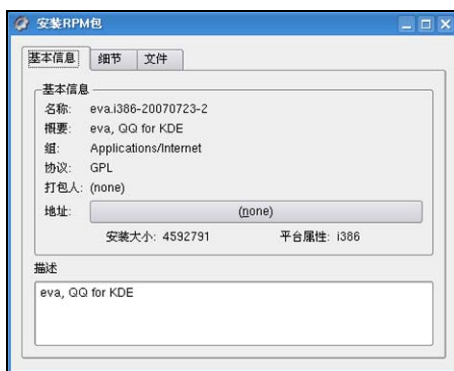 安装RPM包
基本信息 细节 文件
基本信息
名称: eva.i386-20070723-2
概要: eva, QQ for KDE
组: Applications/Internet
协议: GPL
打包人: (none)
地址: (none)
安装大小: 4592791 平台属性: i386
描述
eva, QQ for KDE